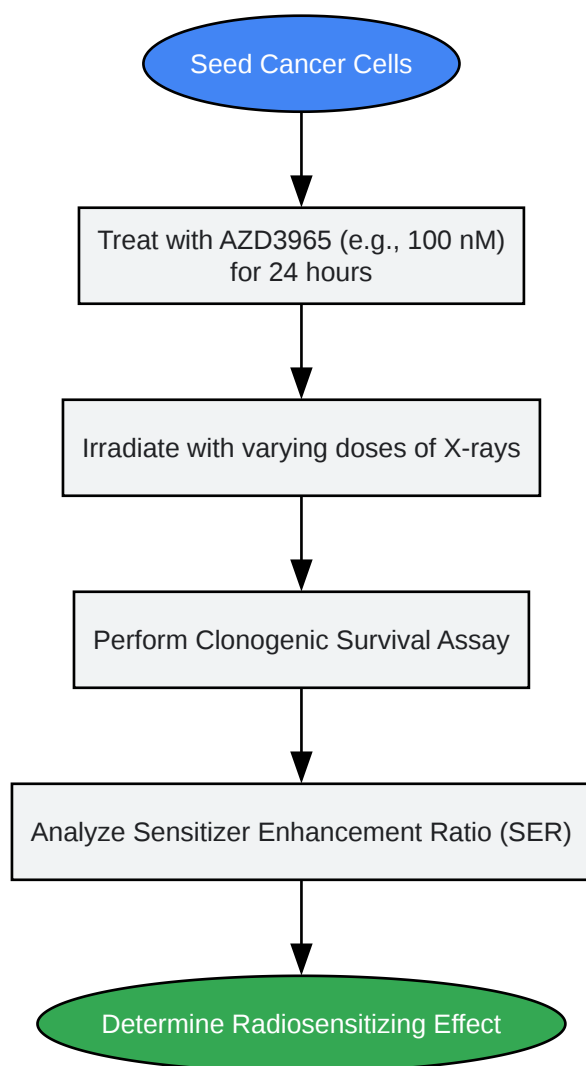 Seed Cancer Cells
Treat with AZD3965 (e.g., 100 nM)
for 24 hours
Irradiate with varying doses of X-rays
Perform Clonogenic Survival Assay
Analyze Sensitizer Enhancement Ratio (SER)
Determine Radiosensitizing Effect